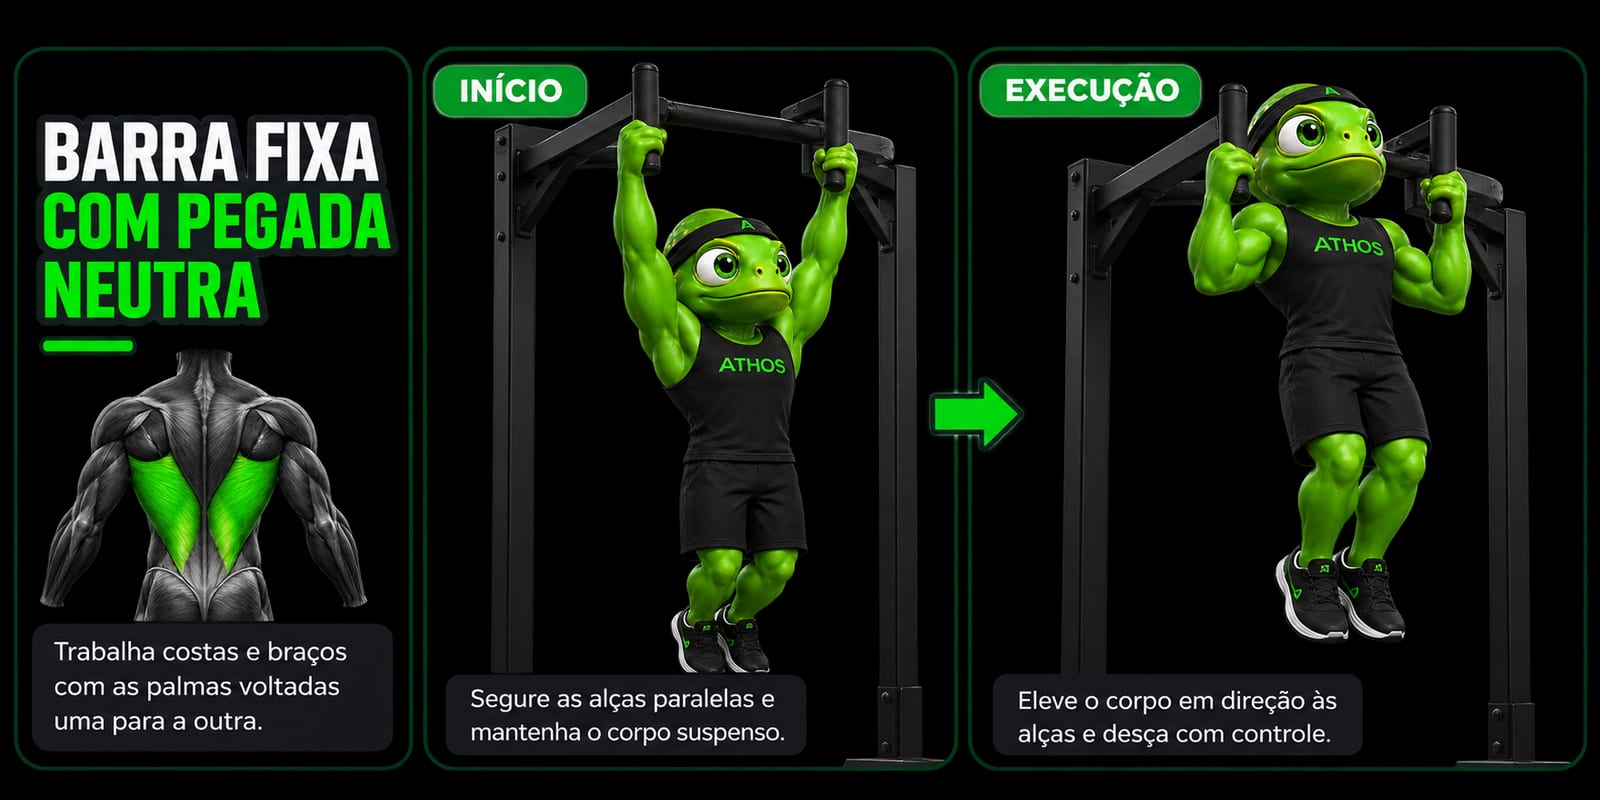 BARRA FIXA
COM PEGADA
NEUTRA
Trabalha costas e braços
com as palmas voltadas
uma para a outra.
INÍCIO
A
ATHOS
Segure as alças paralelas e
mantenha o corpo suspenso.
EXECUÇÃO
A
ATHOS
Eleve o corpo em direção às
alças e desça com controle.